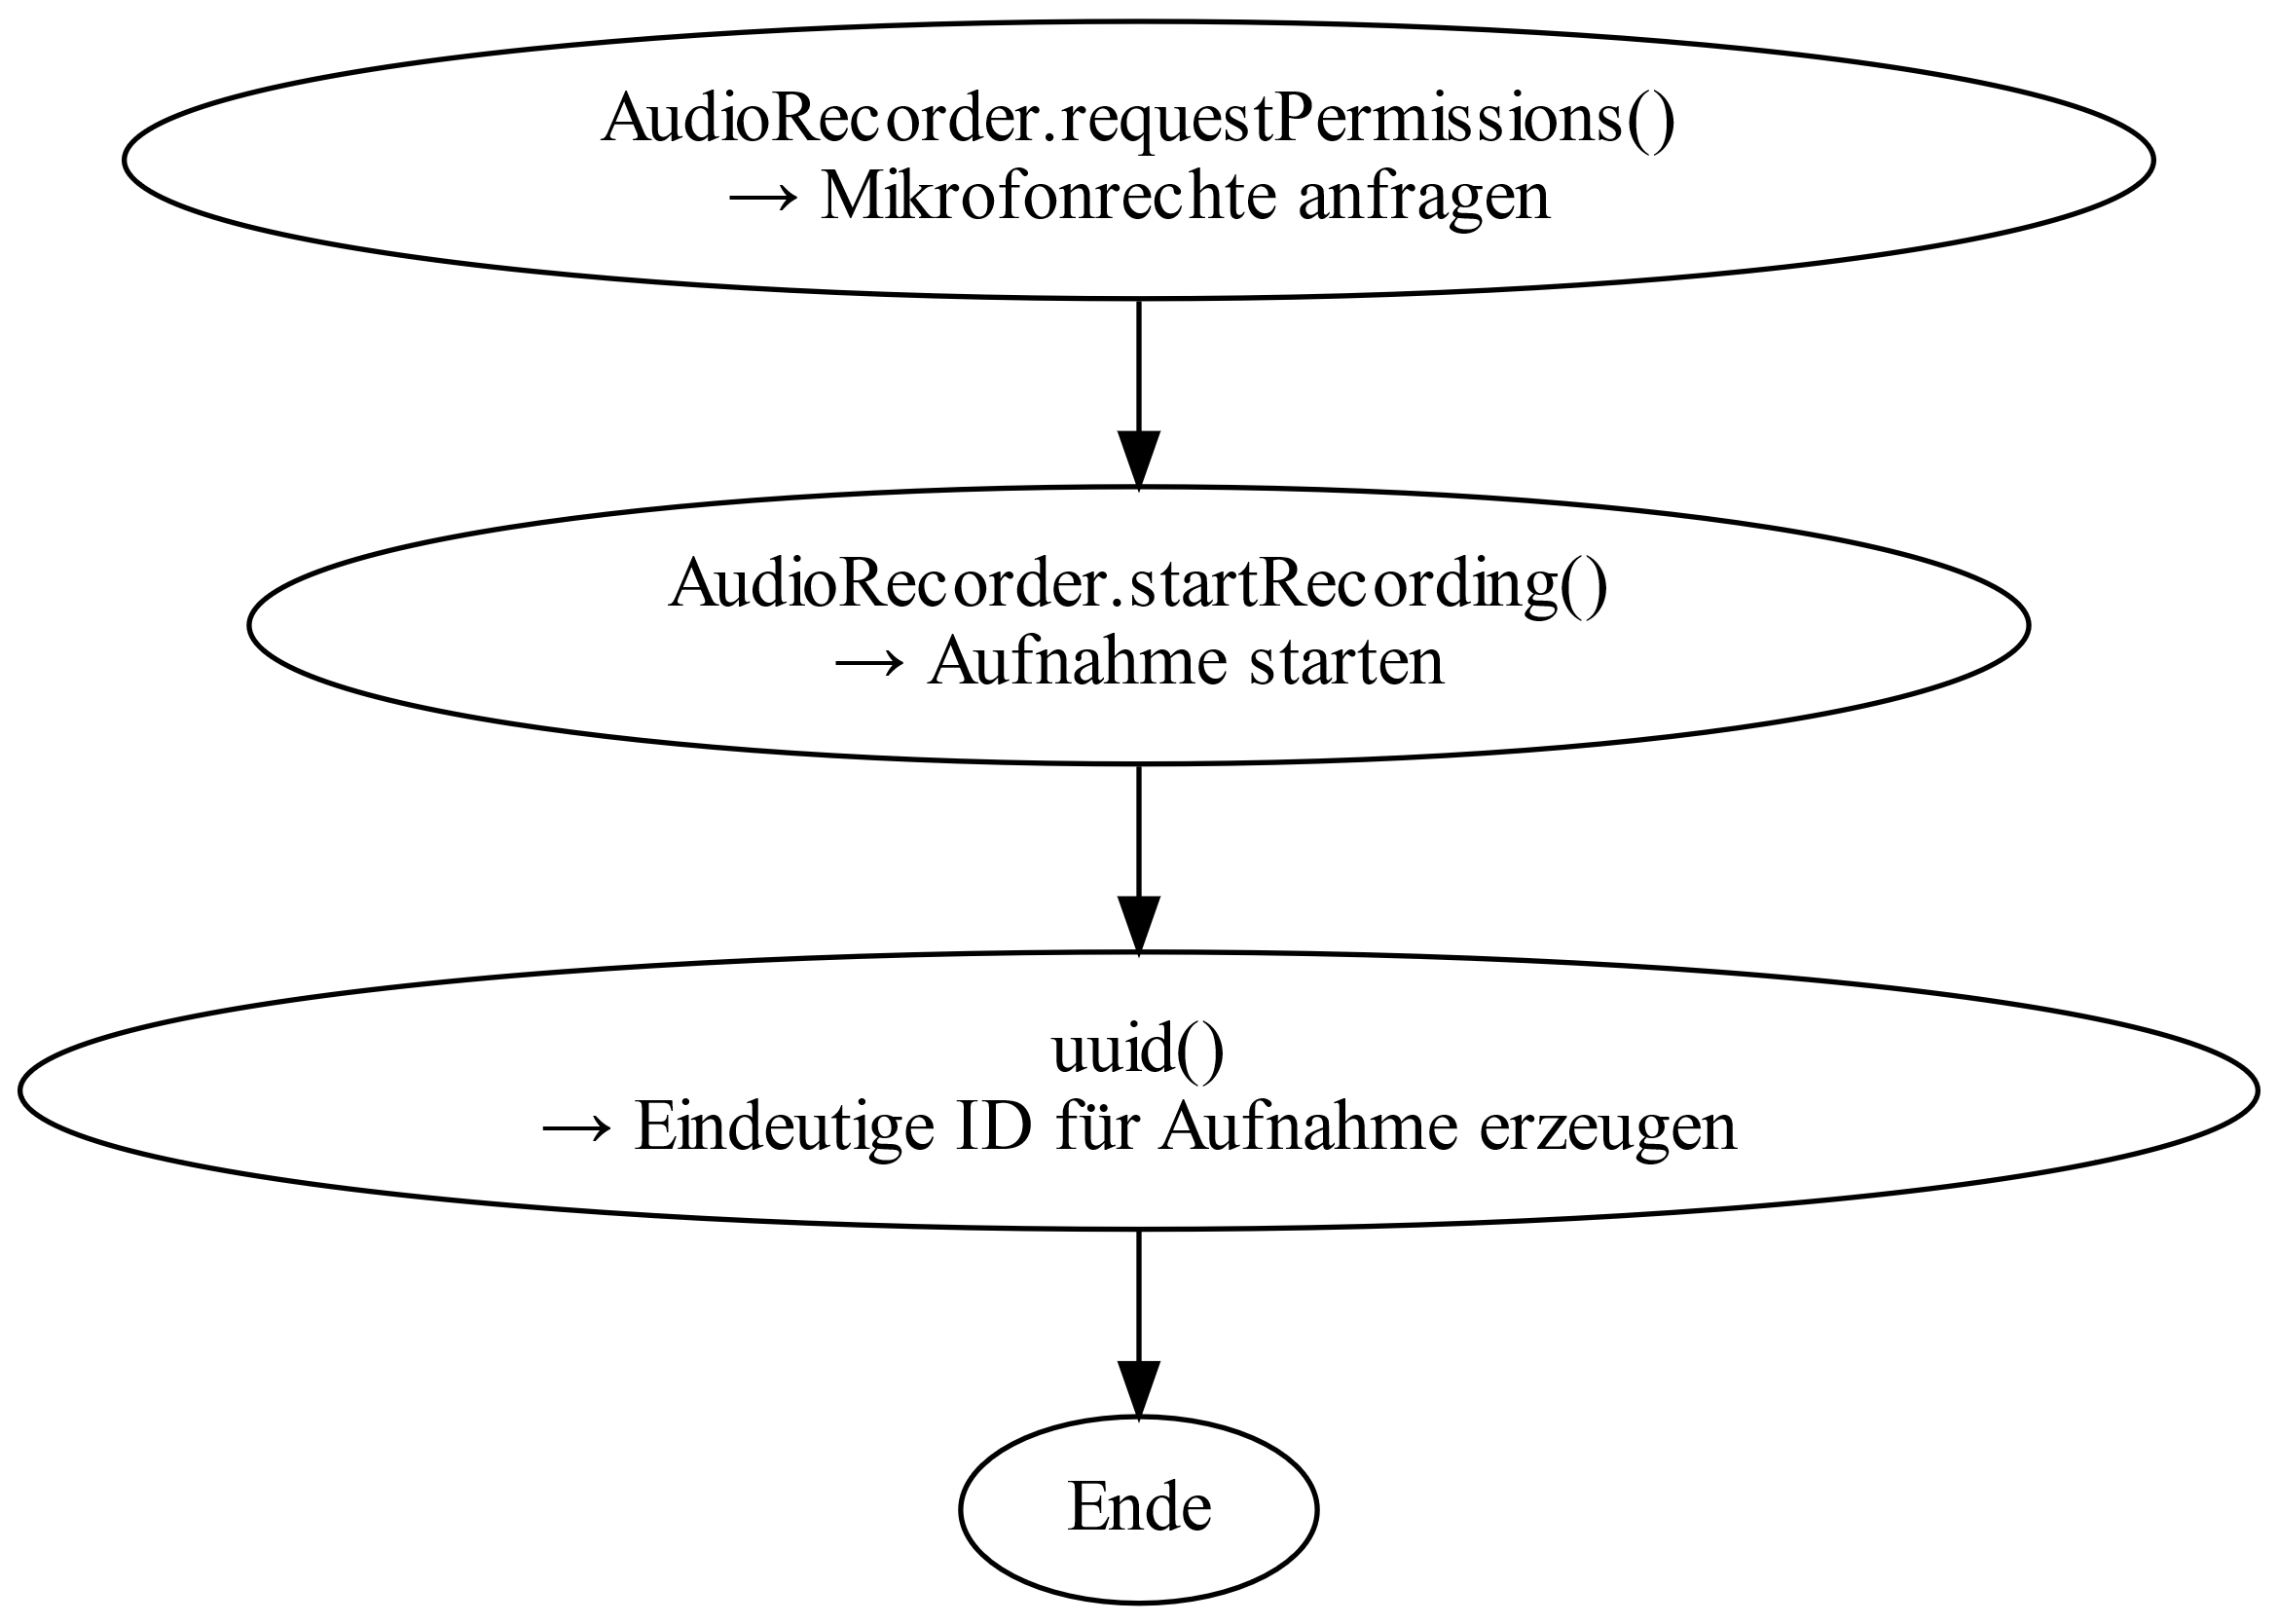 AudioRecorder.requestPermissions()
→ Mikrofonrechte anfragen
AudioRecorder.startRecording()
→ Aufnahme starten
uuid()
→ Eindeutige ID für Aufnahme erzeugen
Ende